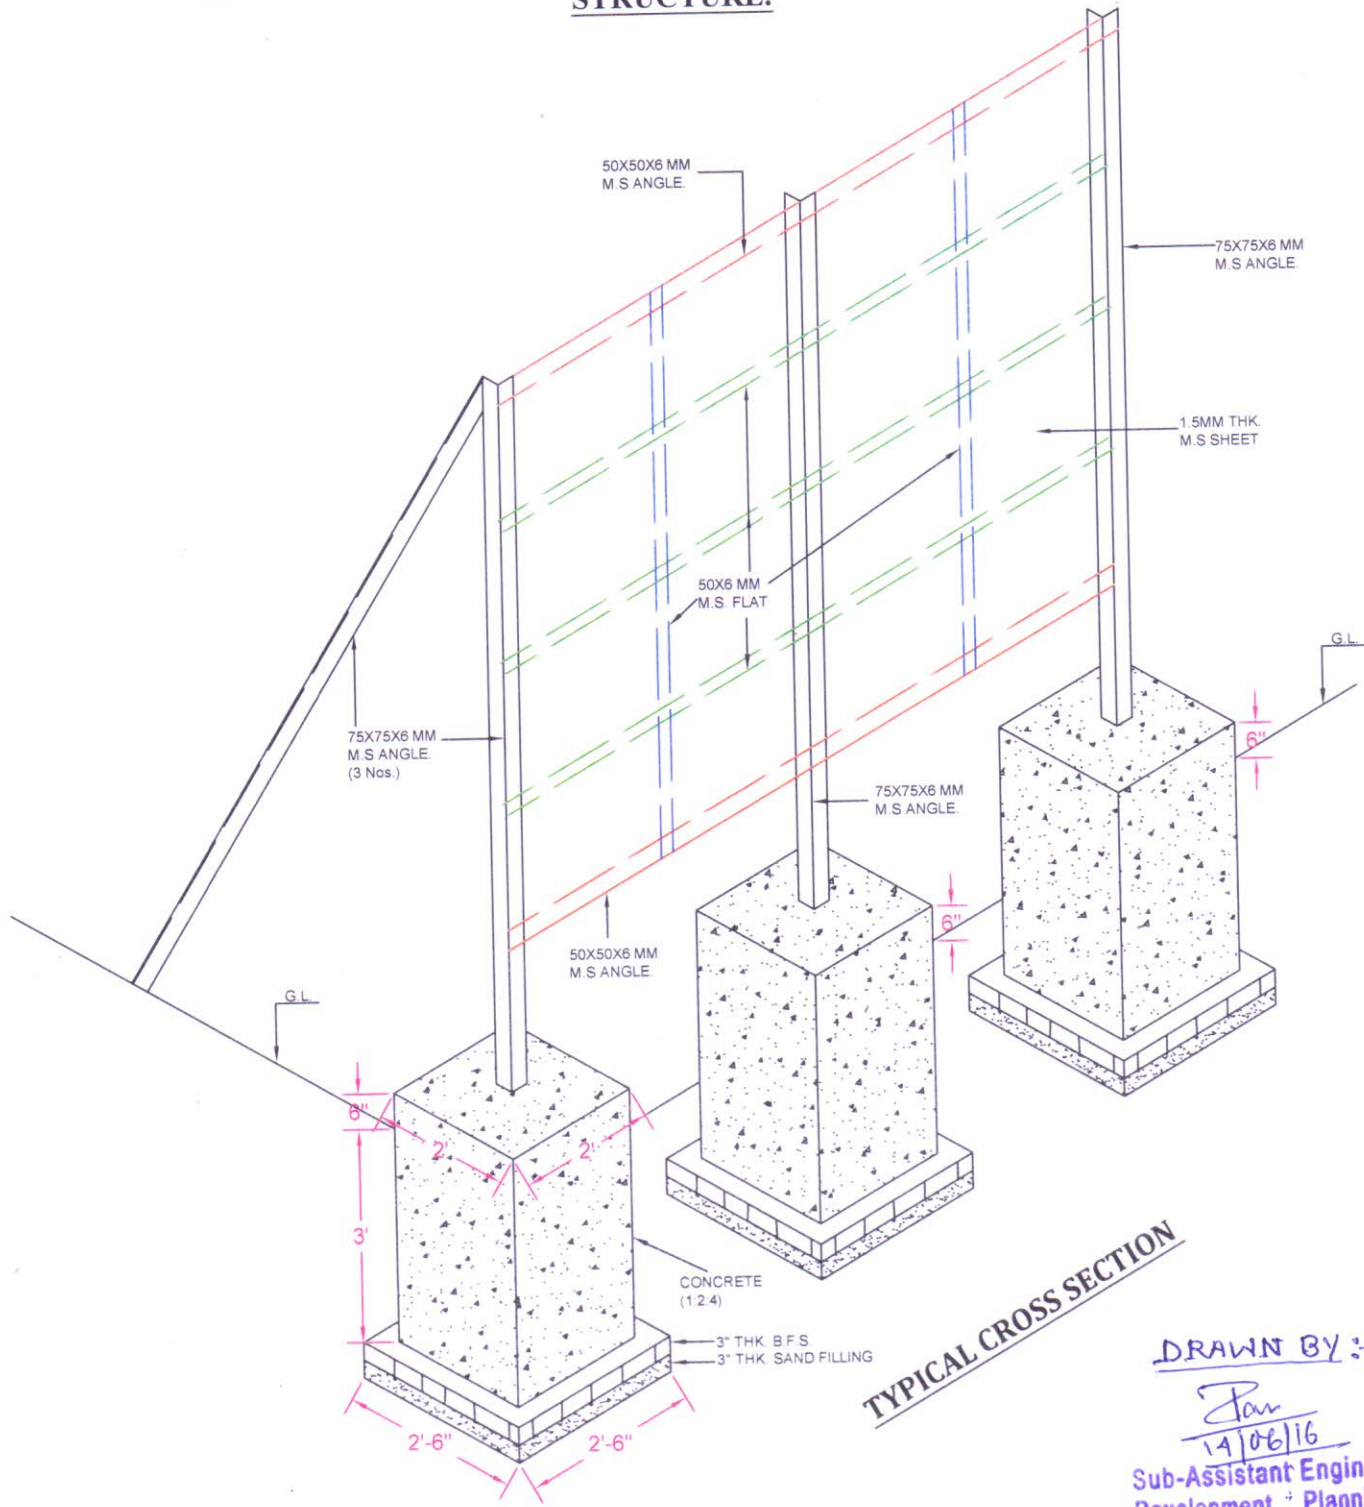 STRUCTURE:
50X50X6 MM
M.S ANGLE.
75X75X6 MM
M.S ANGLE.
1.5MM THK.
M.S SHEET
50X6 MM
M.S. FLAT
G.L.
75X75X6 MM
M.S ANGLE.
(3 Nos.)
6"
75X75X6 MM
M.S ANGLE.
6"
50X50X6 MM
M.S ANGLE
G.L.
6"
2'
2'
3'
CONCRETE
(1:2:4)
3" THK. B.F.S
3" THK. SAND FILLING
2'-6"
2'-6"
TYPICAL CROSS SECTION
DRAWN BY :-
14/06/16
Sub-Assistant Engin
Development Plann